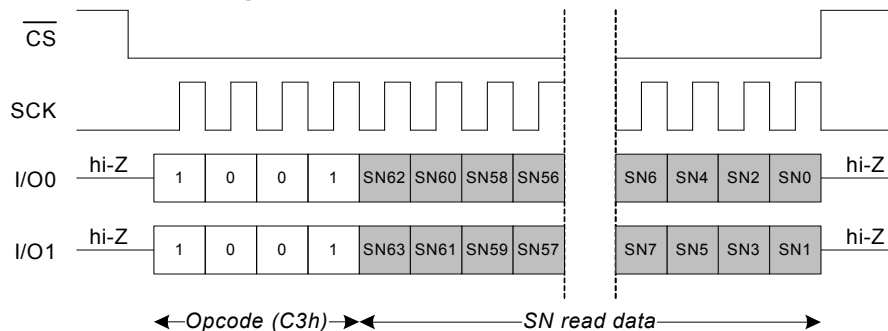 CS
SCK
hi-Z
I/O0
1 0 0 1 SN62 SN60 SN58 SN56 SN6 SN4 SN2 SN0
hi-Z
hi-Z
I/O1
1 0 0 1 SN63 SN61 SN59 SN57 SN7 SN5 SN3 SN1
hi-Z
Opcode (C3h) SN read data